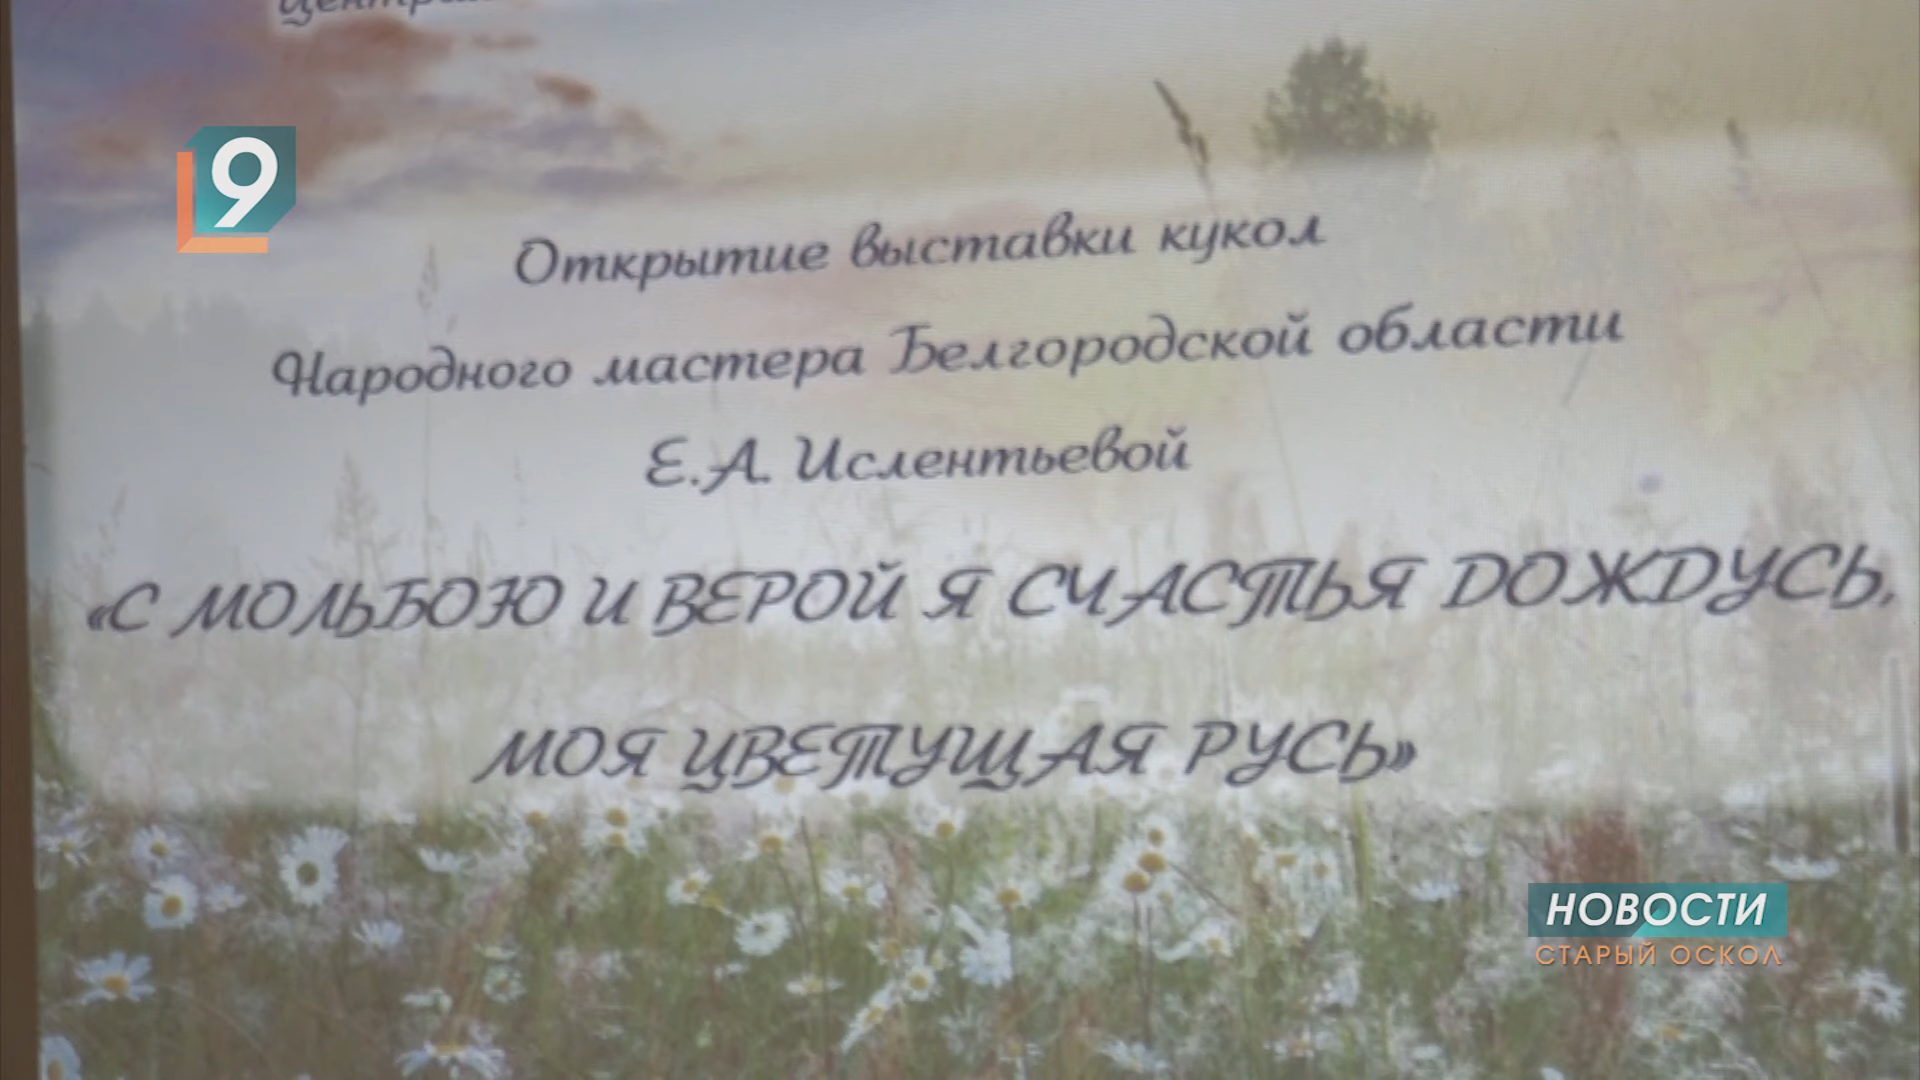 9
Открытие выставки кукол
Народного мастера Белгородской области
Е.А. Ислентьевой
«С МОЛЬБОЮ И ВЕРОЙ Я СЧАСТЬЯ ДОЖДУСЬ,
МОЯ ЦВЕТУЩАЯ РУСЬ»
НОВОСТИ
СТАРЫЙ ОСКОЛ